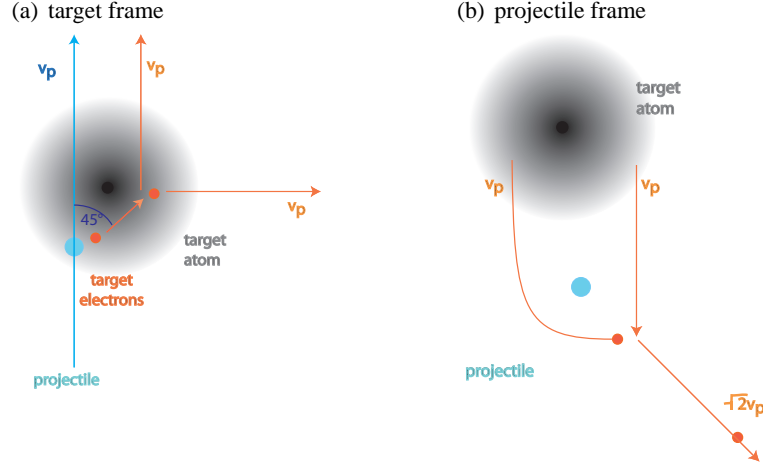 (a) target frame
vp
vp
45°
vp
target
atom
target
electrons
projectile
(b) projectile frame
target
atom
vp
vp
projectile
√2vp